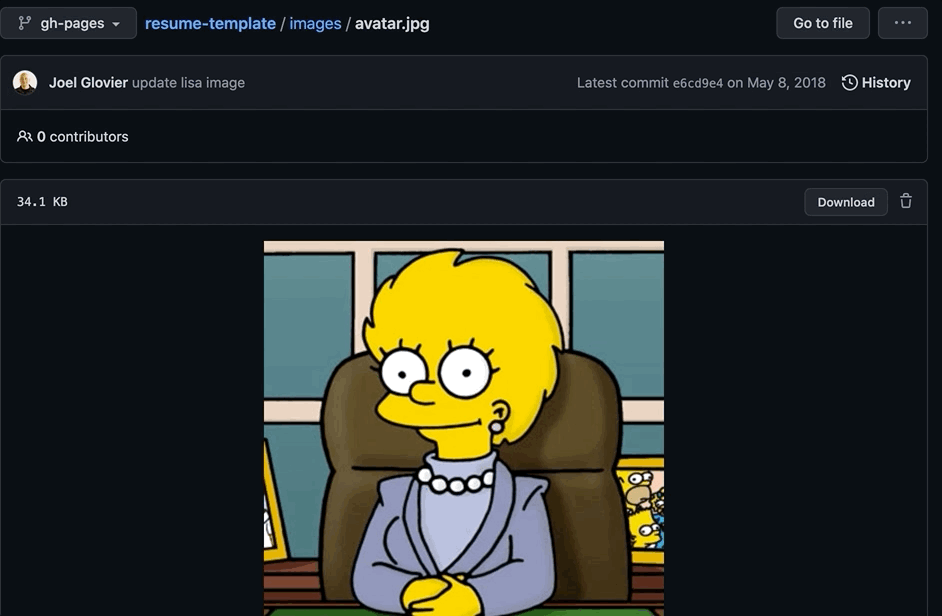 gh-pages resume-template / images / avatar.jpg Go to file ...
Joel Glovier update lisa image Latest commit e6cd9e4 on May 8, 2018 History
0 contributors
34.1 KB Download